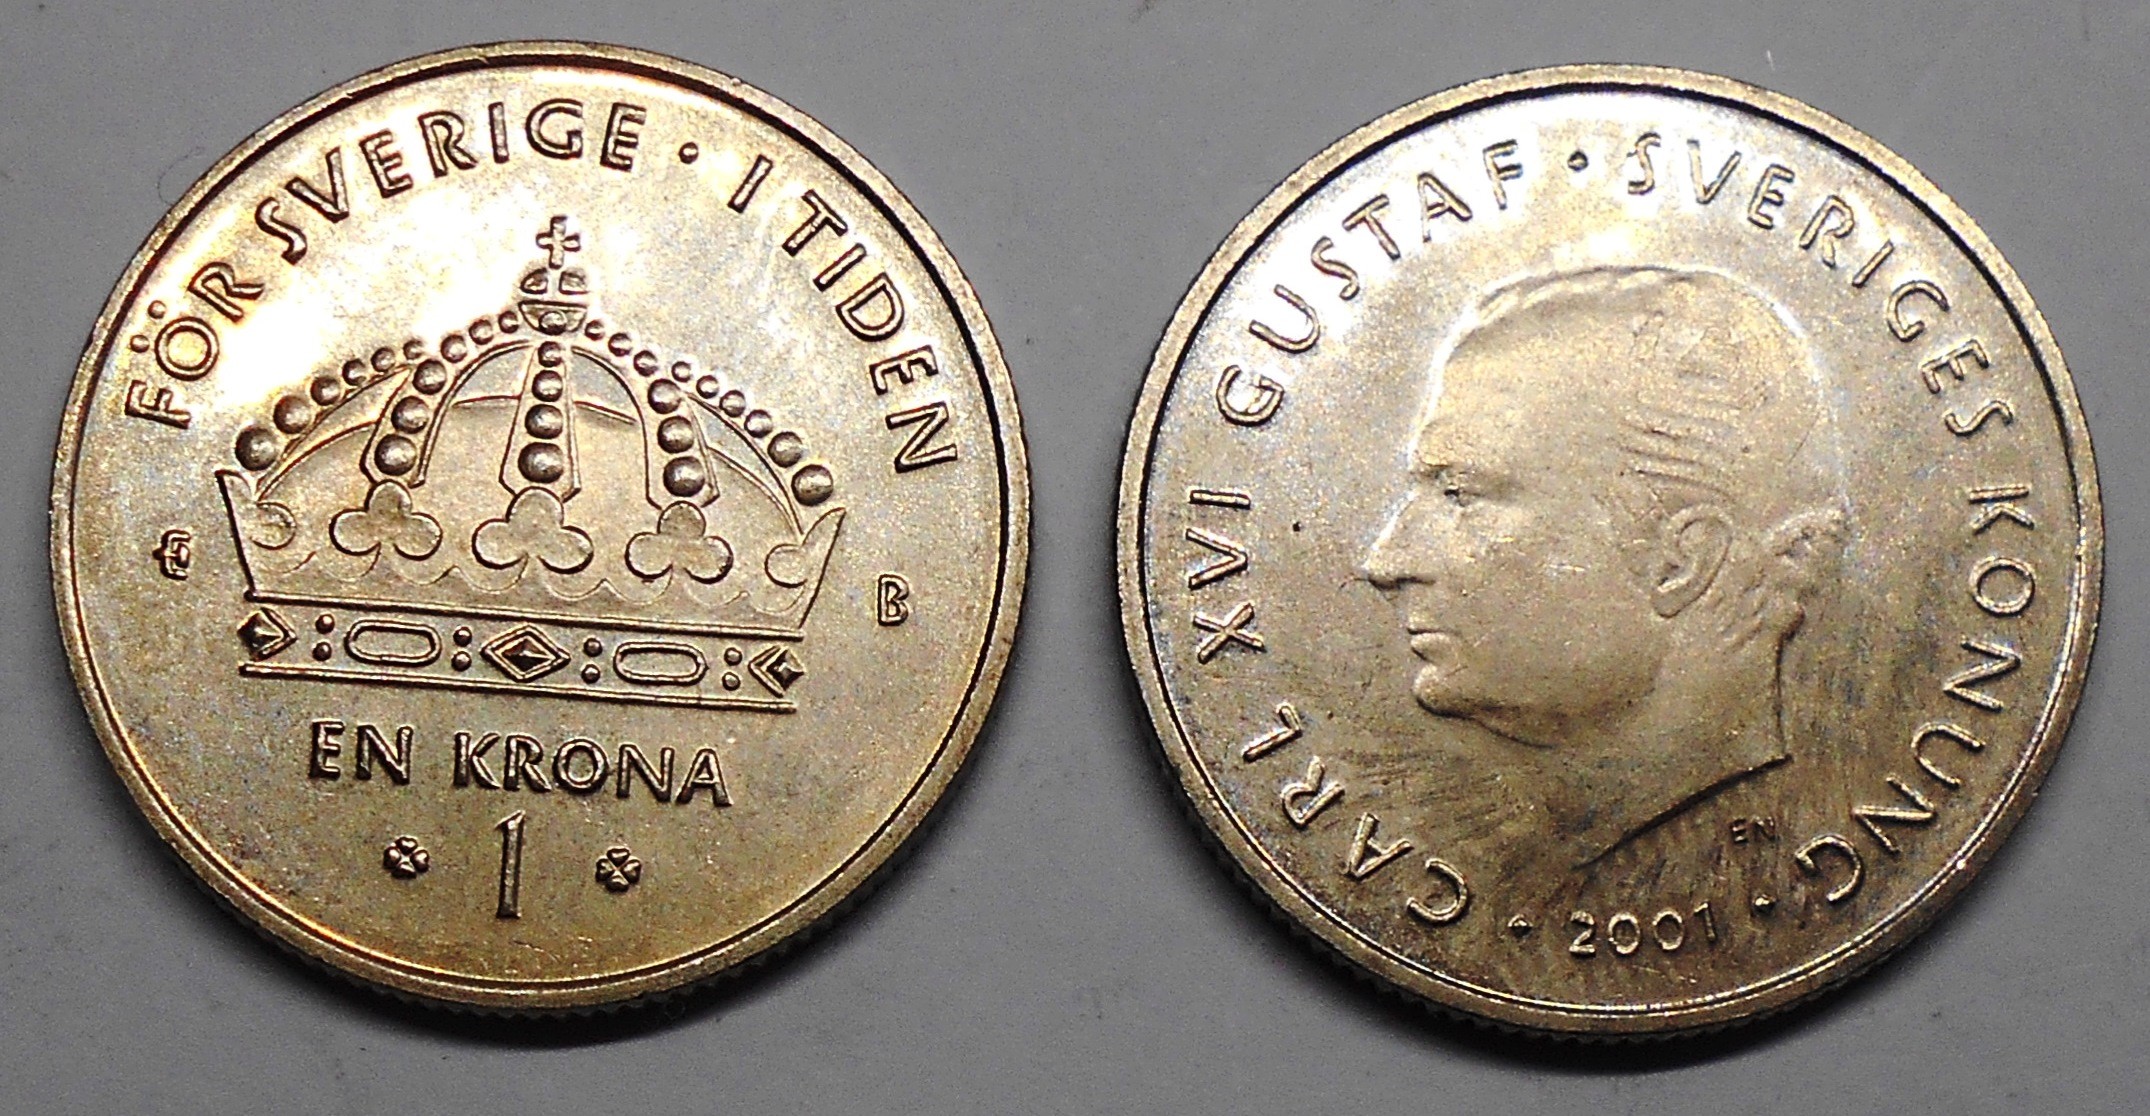 FÖR SVERIGE · I TIDEN
B
EN KRONA
1
CARL XVI GUSTAF · SVERIGES KONUNG
EN
· 2001 ·